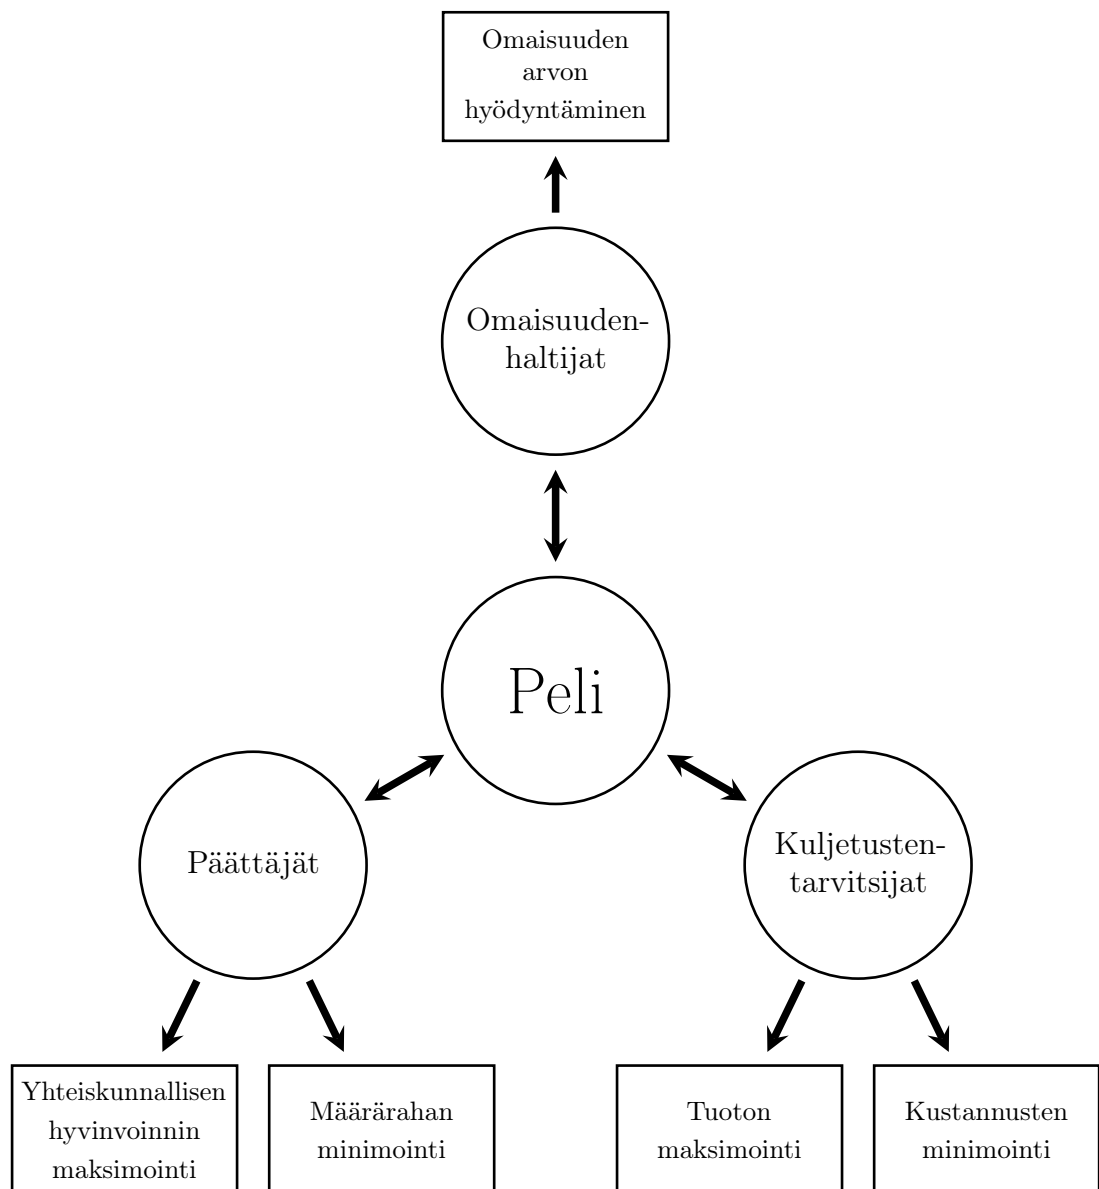 Omaisuuden
arvon
hyödyntäminen
Omaisuuden-
haltijat
Peli
Päättäjät
Kuljetusten-
tarvitsijat
Yhteiskunnallisen
hyvinvoinnin
maksimointi
Määrärahan
minimointi
Tuoton
maksimointi
Kustannusten
minimointi